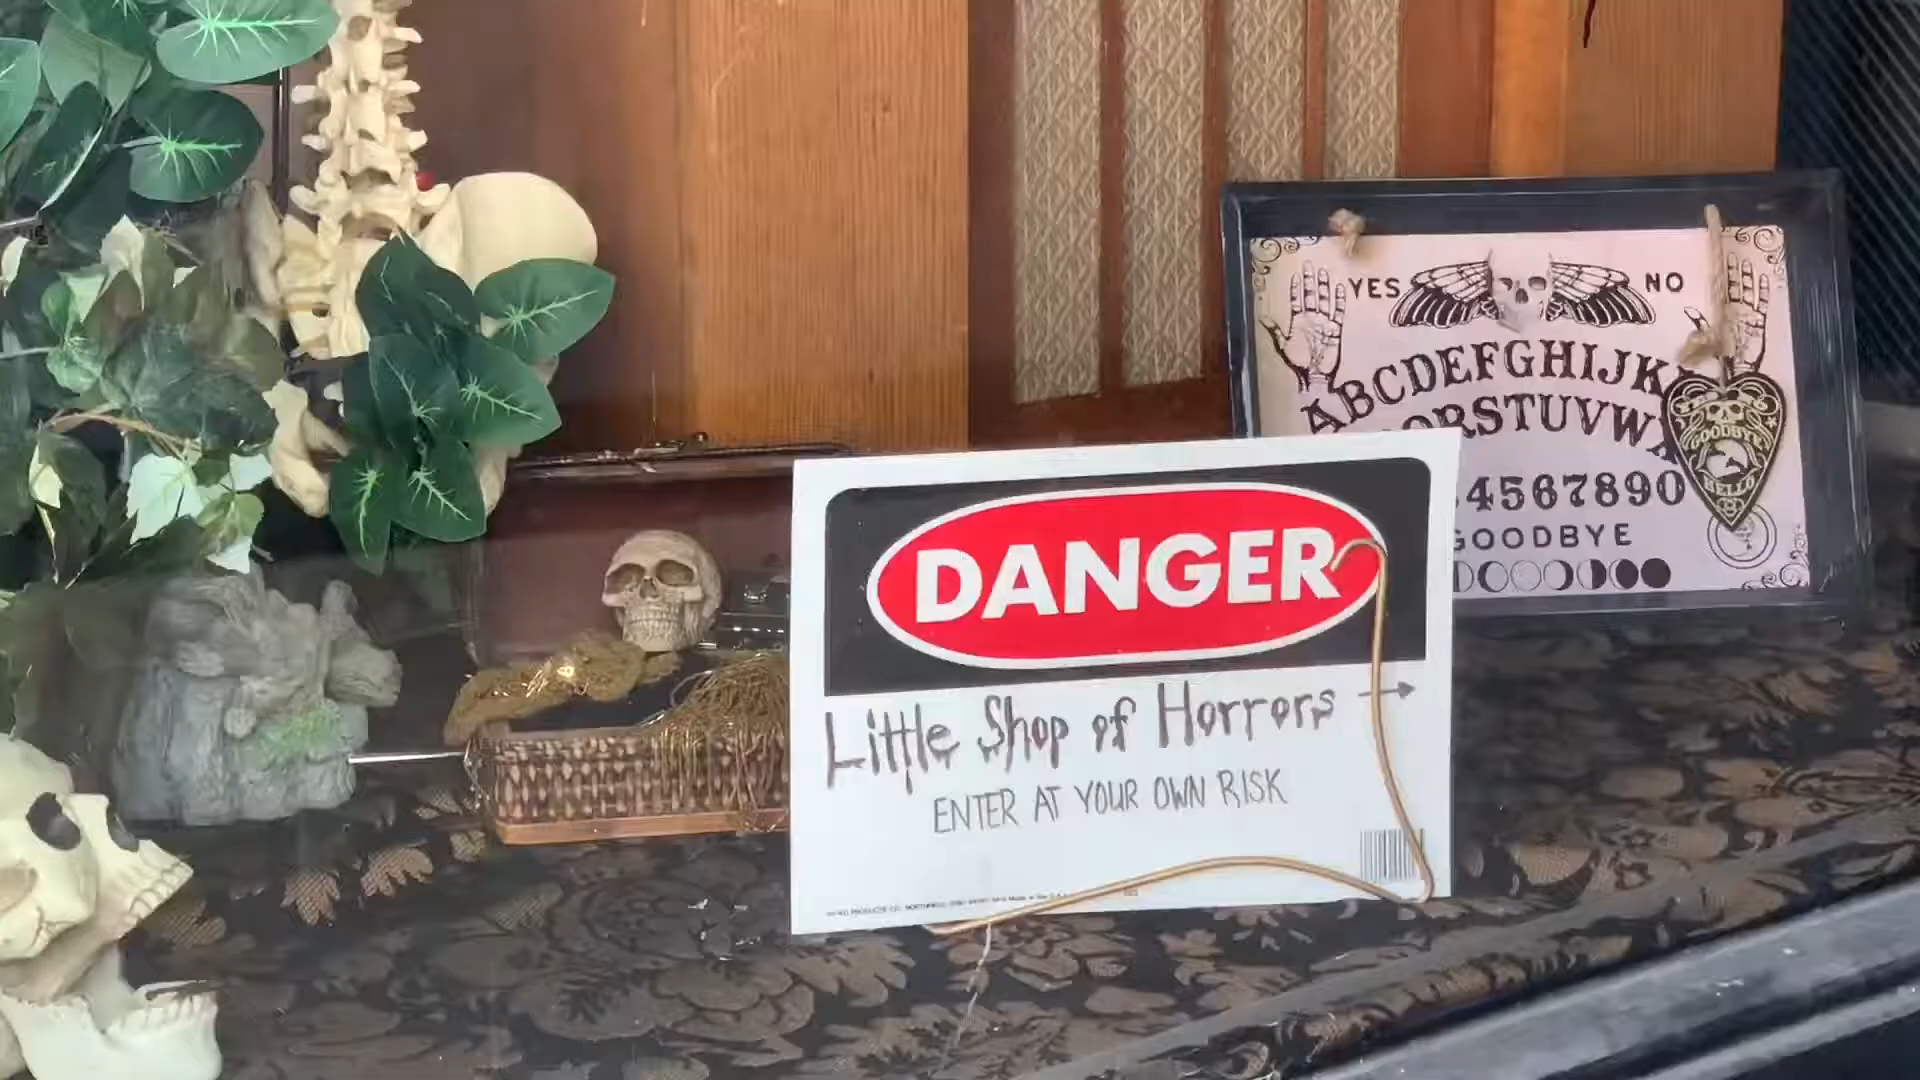 YES
NO
ABCDEFGHIJK
QRSTUVWX
4567890
GOODBYE
GOODBYE
HELLO
DANGER
Little Shop of Horrors →
ENTER AT YOUR OWN RISK